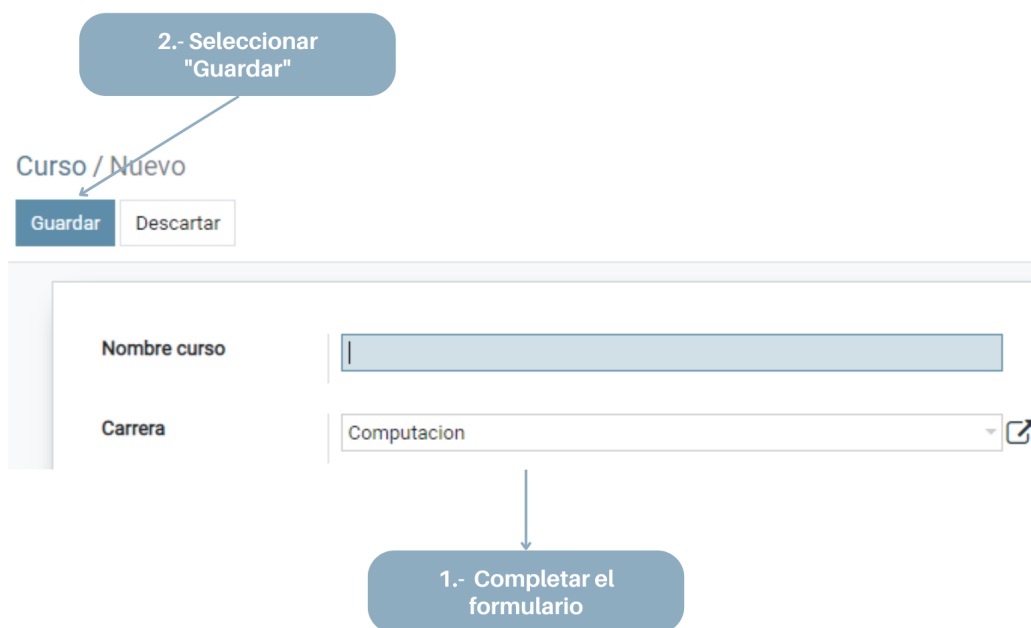 2.- Seleccionar
"Guardar"
Curso / Nuevo
Guardar Descartar
Nombre curso
Carrera Computacion
1.- Completar el
formulario